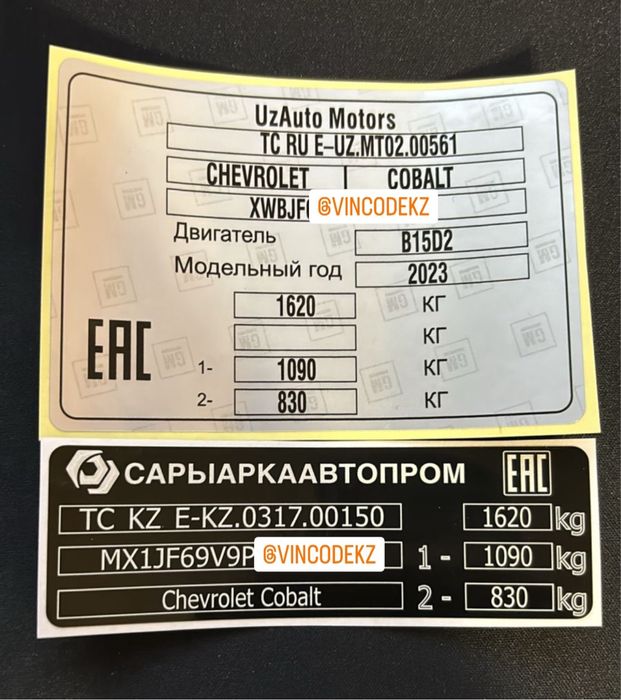 UzAuto Motors
TC RU E-UZ.MT02.00561
CHEVROLET COBALT
XWBJF @VINCODEKZ
Двигатель B15D2
Модельный год 2023
1620 КГ
КГ
EAC 1- 1090 КГ
2- 830 КГ
САРЫАРКААВТОПРОМ EAC
TC KZ E-KZ.0317.00150 1620 kg
MX1JF69V9P @VINCODEKZ 1 - 1090 kg
Chevrolet Cobalt 2 - 830 kg